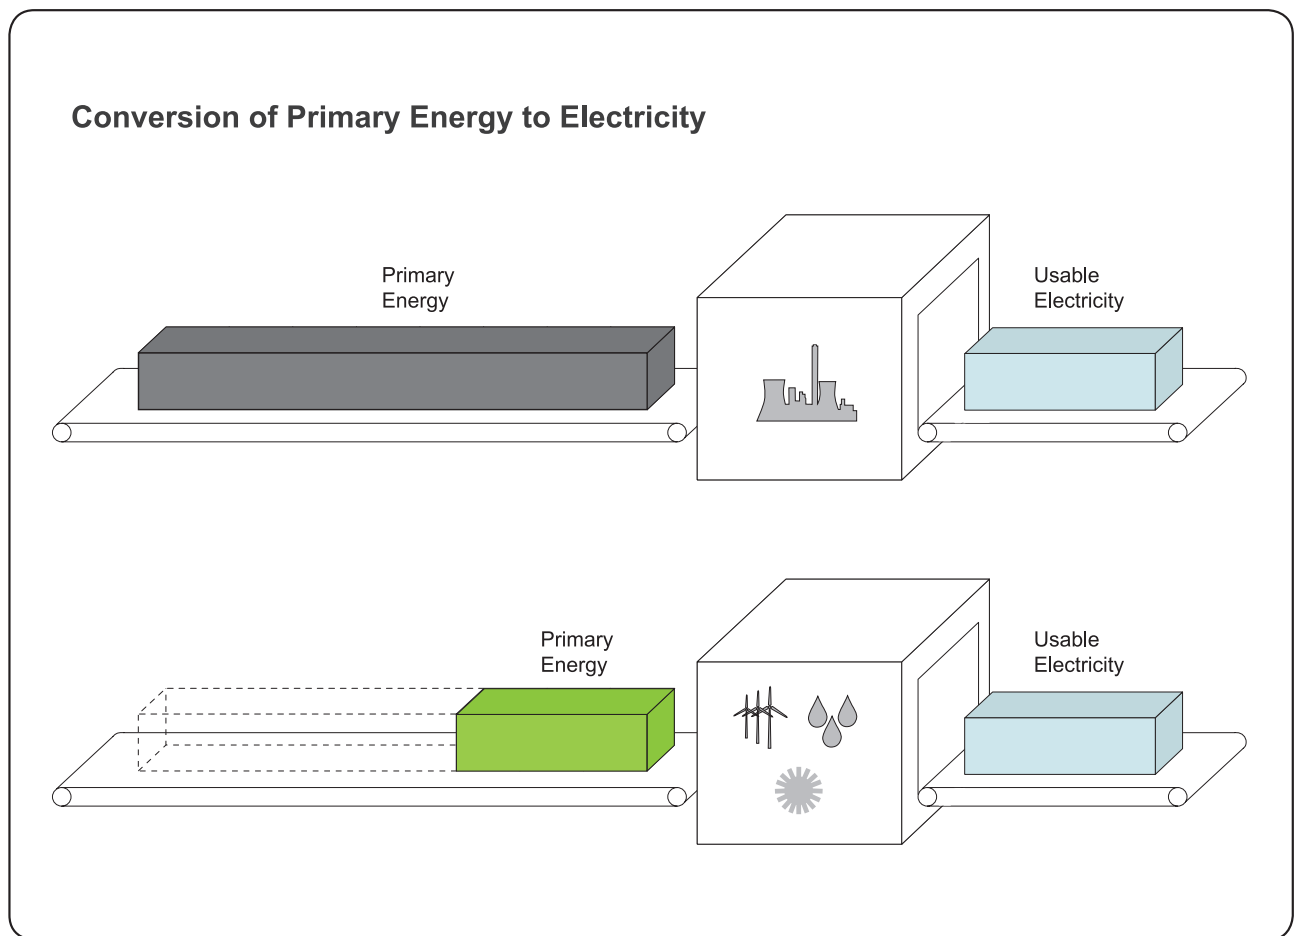 Conversion of Primary Energy to Electricity
Primary
Energy
Usable
Electricity
Primary
Energy
Usable
Electricity